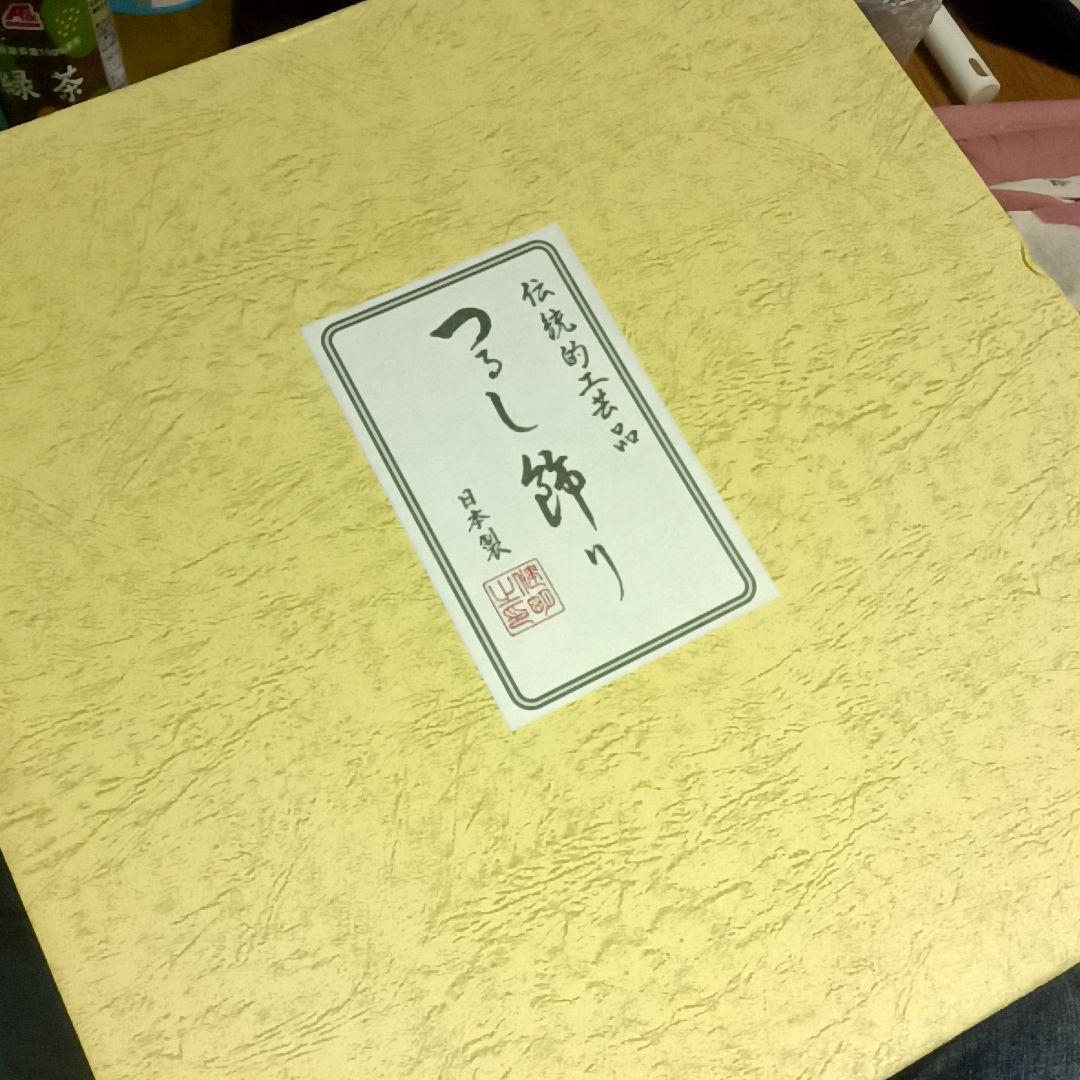 伝統的工芸品
つるし飾り
日本製
緑茶